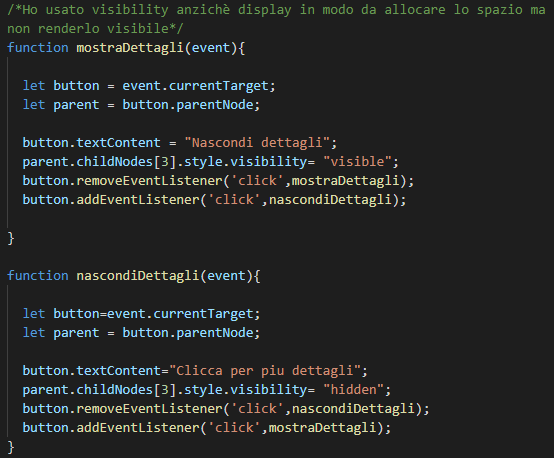 /*Ho usato visibility anzichè display in modo da allocare lo spazio ma
non renderlo visibile*/
function mostraDettagli(event){
let button = event.currentTarget;
let parent = button.parentNode;
button.textContent = "Nascondi dettagli";
parent.childNodes[3].style.visibility= "visible";
button.removeEventListener('click',mostraDettagli);
button.addEventListener('click',nascondiDettagli);
}
function nascondiDettagli(event){
let button=event.currentTarget;
let parent = button.parentNode;
button.textContent="Clicca per piu dettagli";
parent.childNodes[3].style.visibility= "hidden";
button.removeEventListener('click',nascondiDettagli);
button.addEventListener('click',mostraDettagli);
}